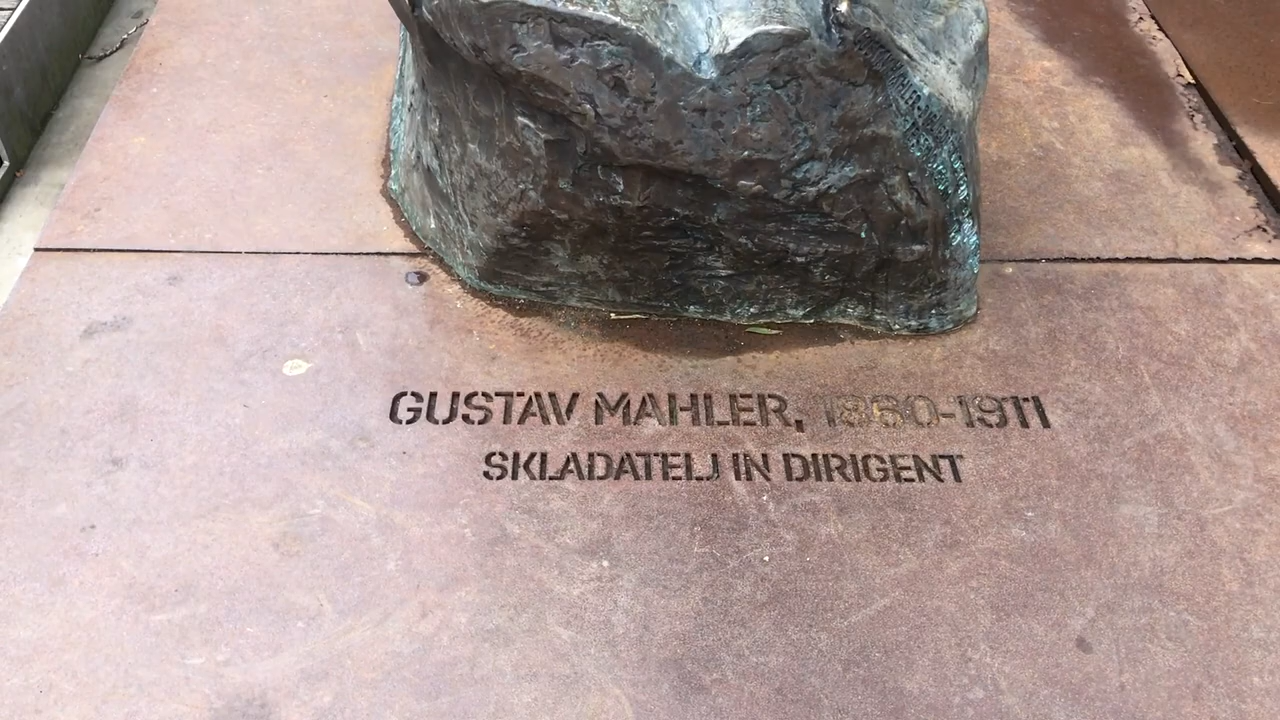 GUSTAV MAHLER, 1860-1911
SKLADATELJ IN DIRIGENT